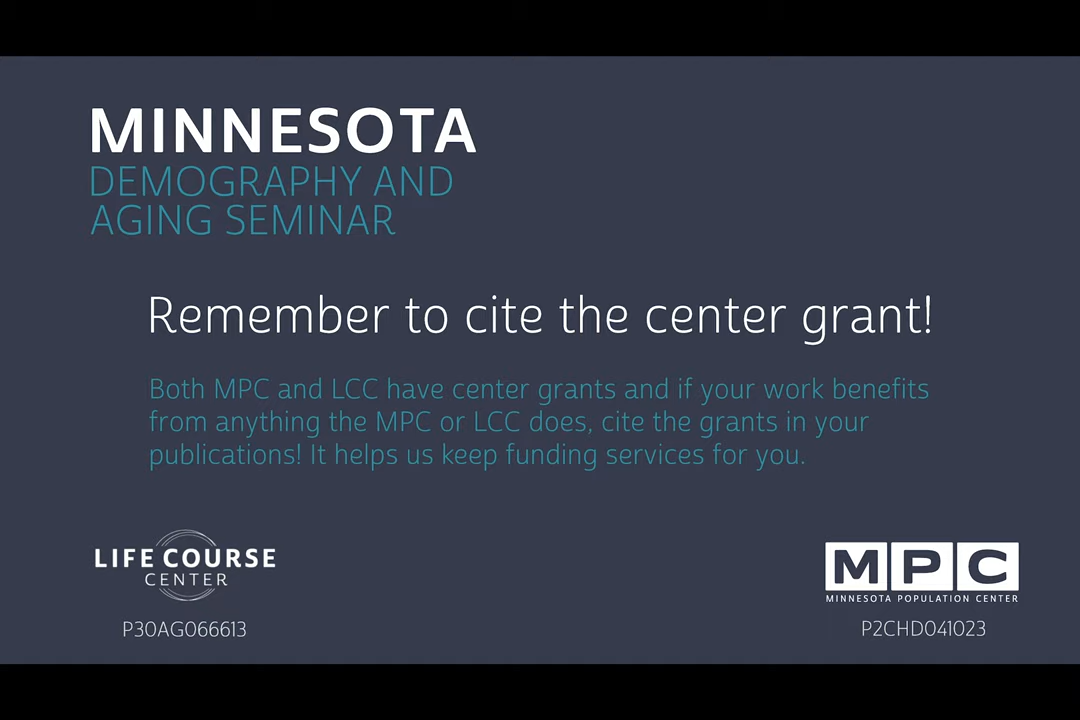 MINNESOTA
DEMOGRAPHY AND
AGING SEMINAR
Remember to cite the center grant!
Both MPC and LCC have center grants and if your work benefits
from anything the MPC or LCC does, cite the grants in your
publications! It helps us keep funding services for you.
LIFE COURSE
CENTER
P30AG066613
MPC
MINNESOTA POPULATION CENTER
P2CHD041023